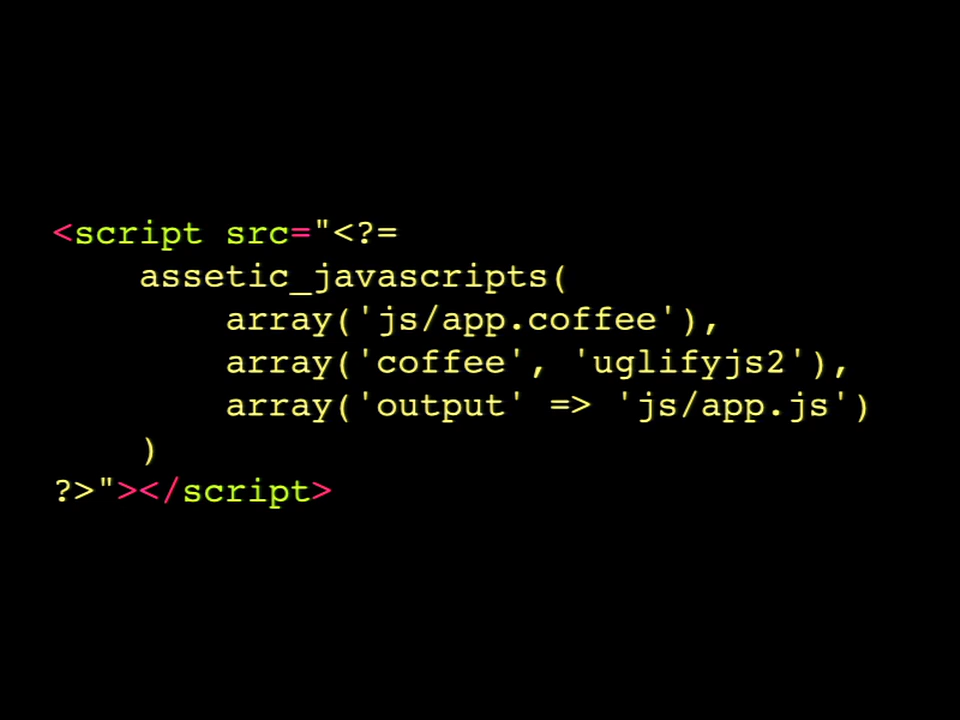 <script src="<?=
    assetic_javascripts(
        array('js/app.coffee'),
        array('coffee', 'uglifyjs2'),
        array('output' => 'js/app.js')
    )
?>"></script>